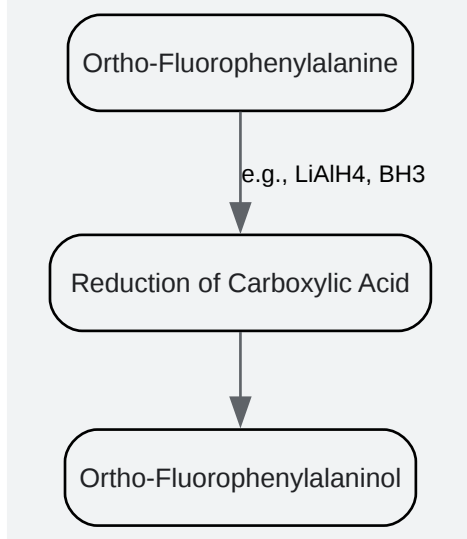 Ortho-Fluorophenylalanine
e.g., LiAlH4, BH3
Reduction of Carboxylic Acid
Ortho-Fluorophenylalaninol